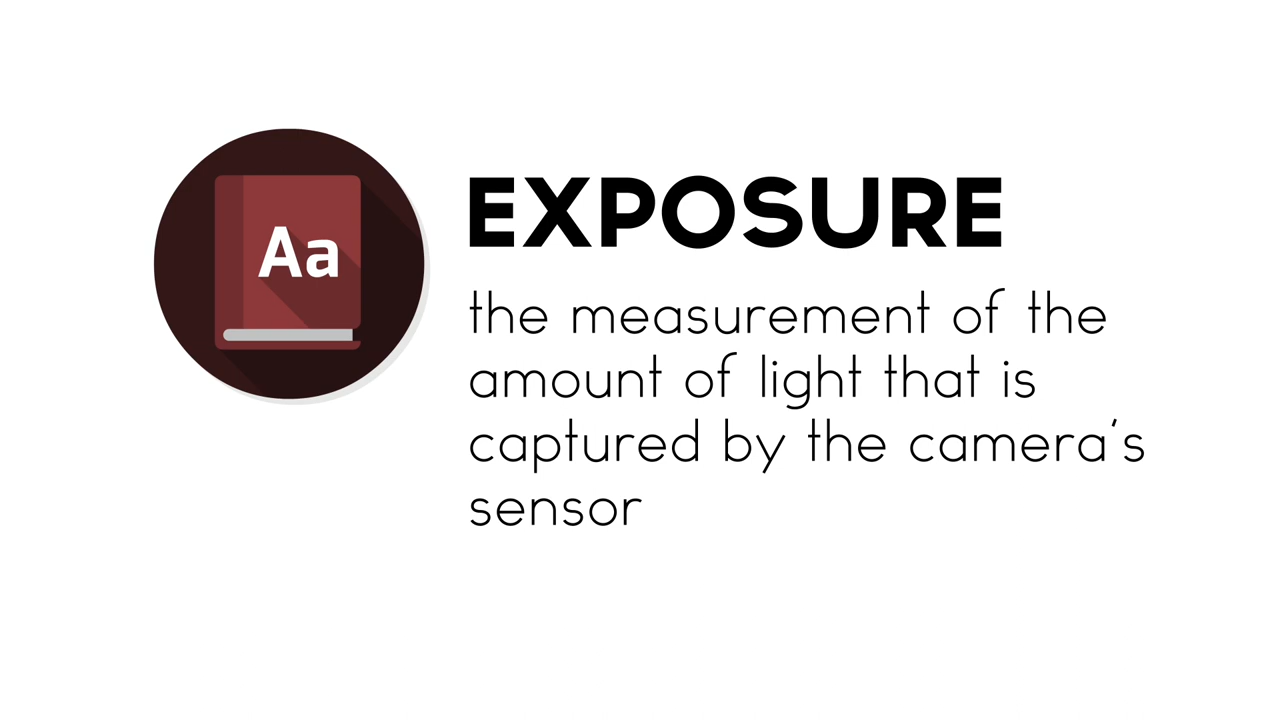 Aa
EXPOSURE
the measurement of the
amount of light that is
captured by the camera's
sensor